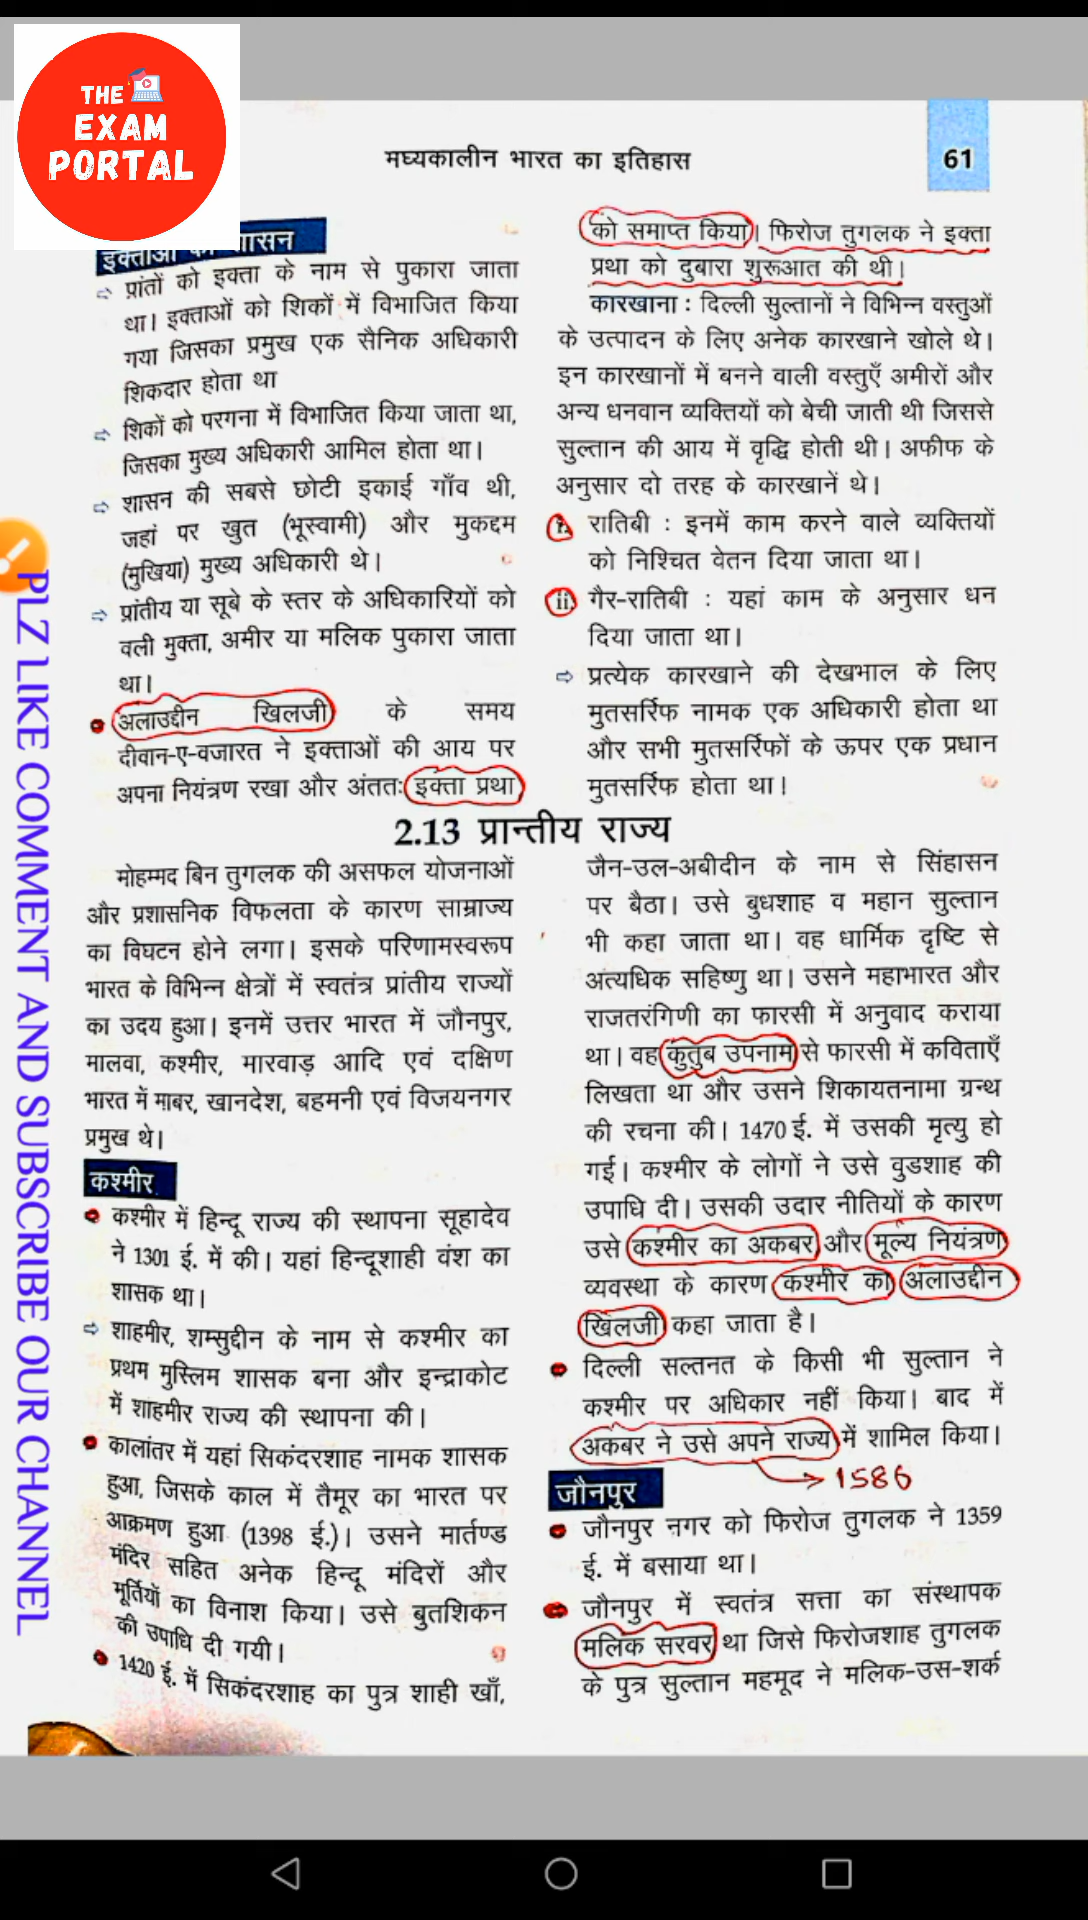 THE
EXAM
PORTAL
मध्यकालीन भारत का इतिहास
61
इक्ताओं का शासन
⇨ प्रांतों को इक्ता के नाम से पुकारा जाता
था। इक्ताओं को शिकों में विभाजित किया
गया जिसका प्रमुख एक सैनिक अधिकारी
शिकदार होता था
⇨ शिकों को परगना में विभाजित किया जाता था,
जिसका मुख्य अधिकारी आमिल होता था।
⇨ शासन की सबसे छोटी इकाई गाँव थी,
जहां पर खुत (भूस्वामी) और मुकद्दम
(मुखिया) मुख्य अधिकारी थे।
⇨ प्रांतीय या सूबे के स्तर के अधिकारियों को
वली मुक्ता, अमीर या मलिक पुकारा जाता
था।
अलाउद्दीन खिलजी के समय
दीवान-ए-वजारत ने इक्ताओं की आय पर
अपना नियंत्रण रखा और अंततः इक्ता प्रथा
को समाप्त किया। फिरोज तुगलक ने इक्ता
प्रथा को दुबारा शुरूआत की थी।
कारखाना : दिल्ली सुल्तानों ने विभिन्न वस्तुओं
के उत्पादन के लिए अनेक कारखाने खोले थे।
इन कारखानों में बनने वाली वस्तुएँ अमीरों और
अन्य धनवान व्यक्तियों को बेची जाती थी जिससे
सुल्तान की आय में वृद्धि होती थी। अफीफ के
अनुसार दो तरह के कारखानें थे।
i. रातिबी : इनमें काम करने वाले व्यक्तियों
को निश्चित वेतन दिया जाता था।
ii. गैर-रातिबी : यहां काम के अनुसार धन
दिया जाता था।
⇨ प्रत्येक कारखाने की देखभाल के लिए
मुतसर्रिफ नामक एक अधिकारी होता था
और सभी मुतसर्रिफों के ऊपर एक प्रधान
मुतसर्रिफ होता था।
2.13 प्रान्तीय राज्य
मोहम्मद बिन तुगलक की असफल योजनाओं
और प्रशासनिक विफलता के कारण साम्राज्य
का विघटन होने लगा। इसके परिणामस्वरूप
भारत के विभिन्न क्षेत्रों में स्वतंत्र प्रांतीय राज्यों
का उदय हुआ। इनमें उत्तर भारत में जौनपुर,
मालवा, कश्मीर, मारवाड़ आदि एवं दक्षिण
भारत में माबर, खानदेश, बहमनी एवं विजयनगर
प्रमुख थे।
कश्मीर
कश्मीर में हिन्दू राज्य की स्थापना सूहादेव
ने 1301 ई. में की। यहां हिन्दूशाही वंश का
शासक था।
⇨ शाहमीर, शम्सुद्दीन के नाम से कश्मीर का
प्रथम मुस्लिम शासक बना और इन्द्राकोट
में शाहमीर राज्य की स्थापना की।
कालांतर में यहां सिकंदरशाह नामक शासक
हुआ, जिसके काल में तैमूर का भारत पर
आक्रमण हुआ (1398 ई.)। उसने मार्तण्ड
मंदिर सहित अनेक हिन्दू मंदिरों और
मूर्तियों का विनाश किया। उसे बुतशिकन
की उपाधि दी गयी।
1420 ई. में सिकंदरशाह का पुत्र शाही खाँ,
जैन-उल-अबीदीन के नाम से सिंहासन
पर बैठा। उसे बुधशाह व महान सुल्तान
भी कहा जाता था। वह धार्मिक दृष्टि से
अत्यधिक सहिष्णु था। उसने महाभारत और
राजतरंगिणी का फारसी में अनुवाद कराया
था। वह कुतुब उपनाम से फारसी में कविताएँ
लिखता था और उसने शिकायतनामा ग्रन्थ
की रचना की। 1470 ई. में उसकी मृत्यु हो
गई। कश्मीर के लोगों ने उसे वुडशाह की
उपाधि दी। उसकी उदार नीतियों के कारण
उसे कश्मीर का अकबर और मूल्य नियंत्रण
व्यवस्था के कारण कश्मीर का अलाउद्दीन
खिलजी कहा जाता है।
दिल्ली सल्तनत के किसी भी सुल्तान ने
कश्मीर पर अधिकार नहीं किया। बाद में
अकबर ने उसे अपने राज्य में शामिल किया।
→ 1586
जौनपुर
जौनपुर नगर को फिरोज तुगलक ने 1359
ई. में बसाया था।
जौनपुर में स्वतंत्र सत्ता का संस्थापक
मलिक सरवर था जिसे फिरोजशाह तुगलक
के पुत्र सुल्तान महमूद ने मलिक-उस-शर्क
PLZ LIKE COMMENT AND SUBSCRIBE OUR CHANNEL